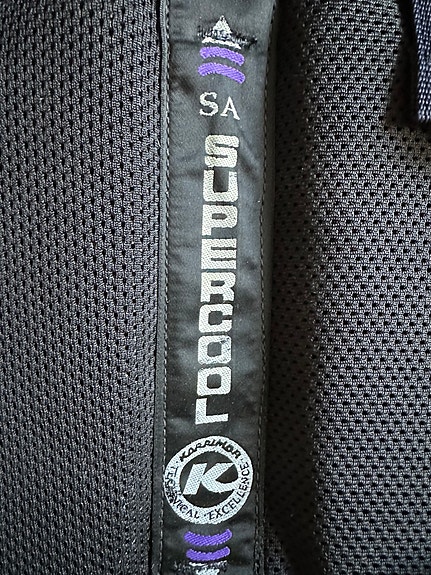 SA
SUPERCOOL
KARRIMOR
K
TECHNICAL · EXCELLENCE